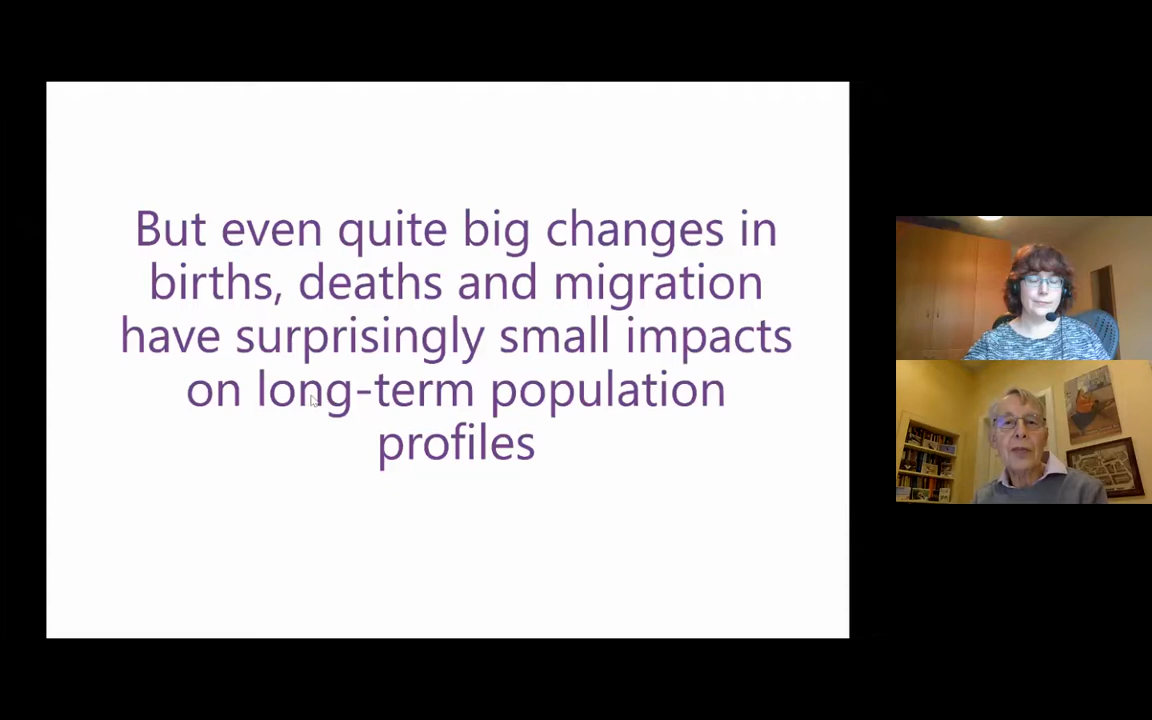 But even quite big changes in
births, deaths and migration
have surprisingly small impacts
on long-term population
profiles